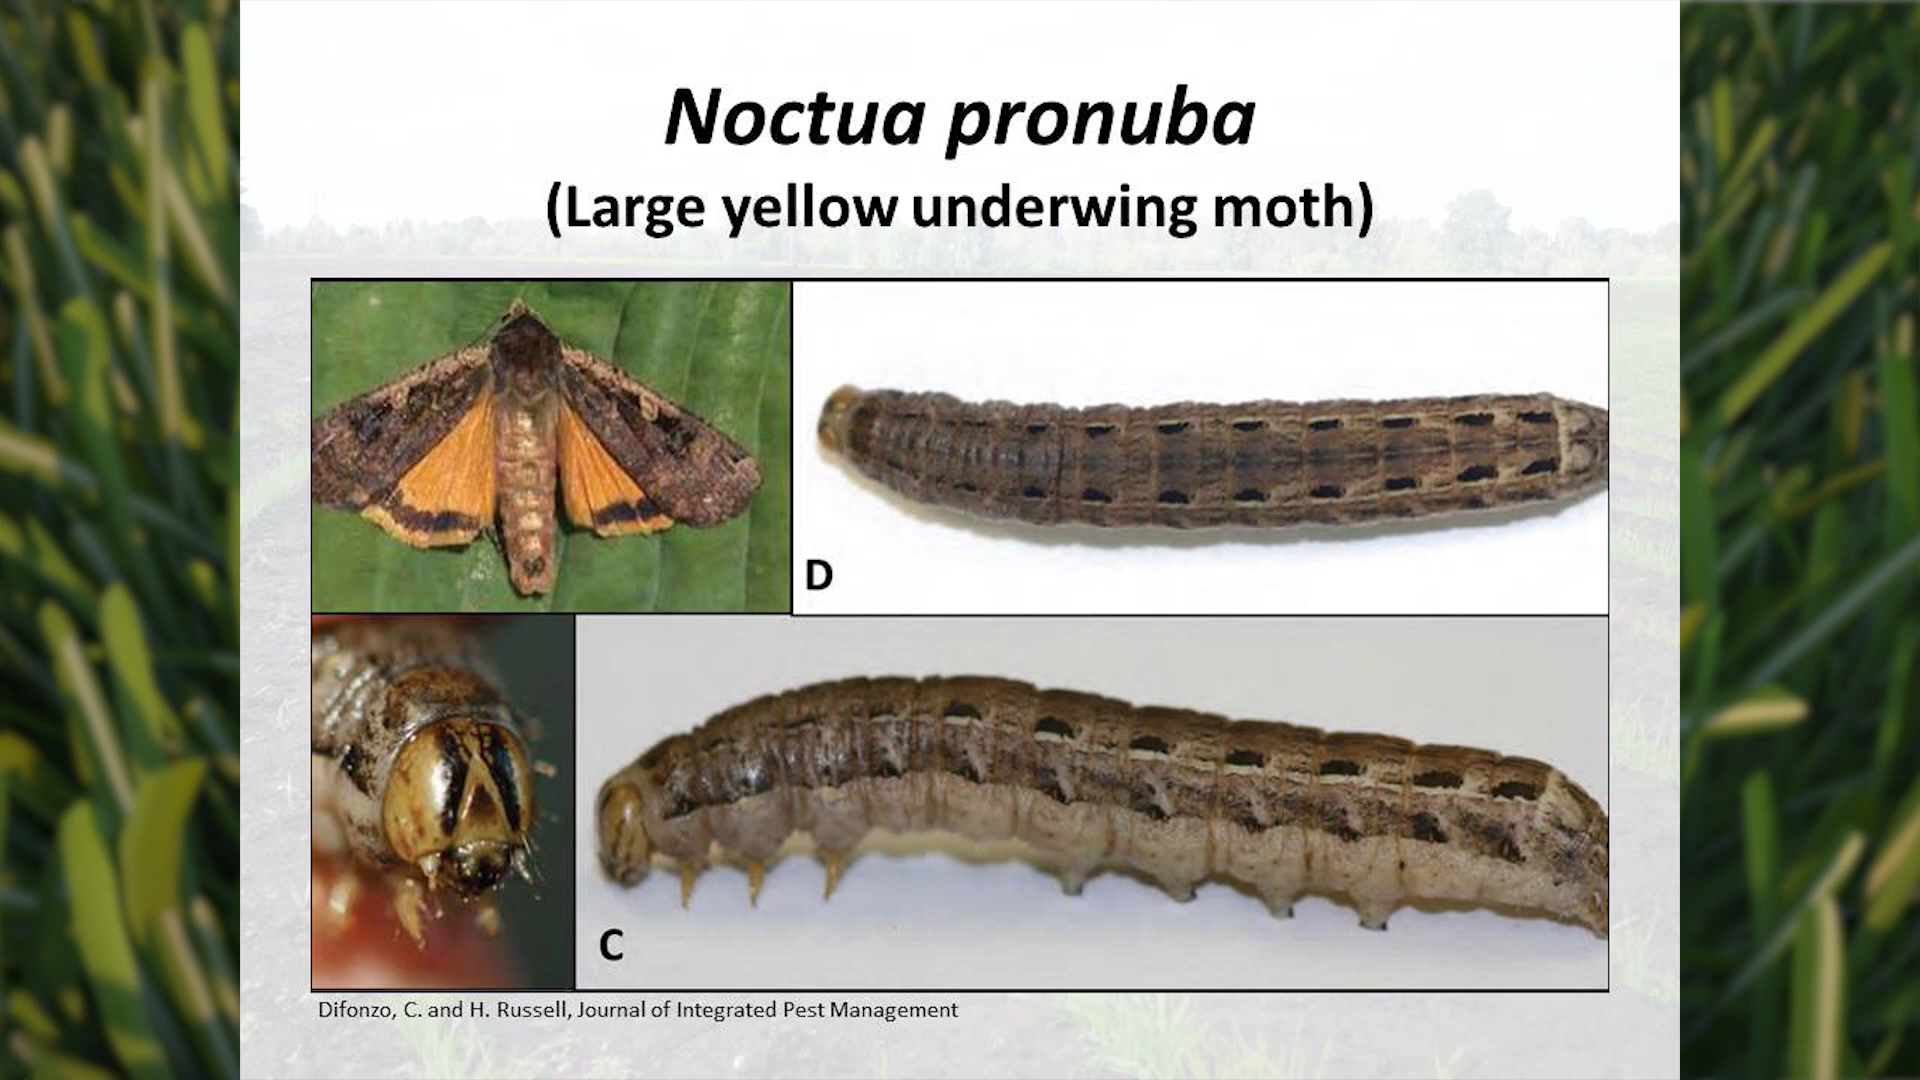 Noctua pronuba
(Large yellow underwing moth)
D
C
Difonzo, C. and H. Russell, Journal of Integrated Pest Management